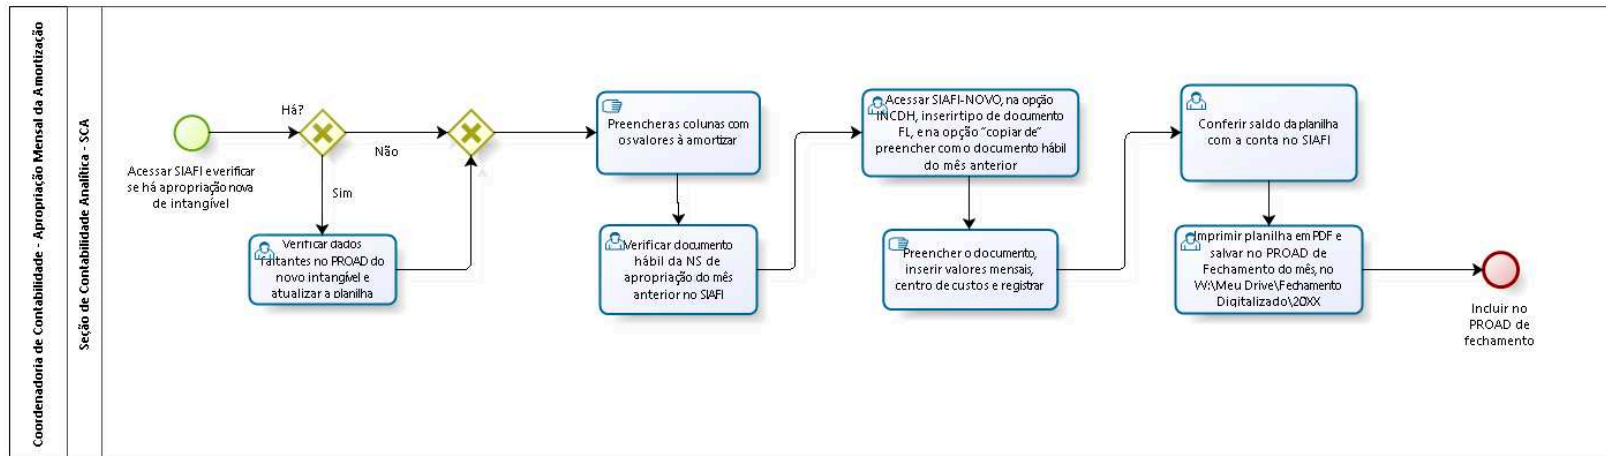 Coordenadoria de Contabilidade - Apropriação Mensal da Amortização
Seção de Contabilidade Analítica - SCA
Acessar SIAFI e verificar
se há apropriação nova
de intangível
Há?
Não
Sim
Verificar dados
faltantes no PROAD do
novo intangível e
atualizar a planilha
Preencher as colunas com
os valores à amortizar
Verificar documento
hábil da NS de
apropriação do mês
anterior no SIAFI
Acessar SIAFI-NOVO, na opção
INCDH, inserir tipo de documento
FL, e na opção "copiar de"
preencher com o documento hábil
do mês anterior
Preencher o documento,
inserir valores mensais,
centro de custos e registrar
Conferir saldo da planilha
com a conta no SIAFI
Imprimir planilha em PDF e
salvar no PROAD de
Fechamento do mês, no
W:\Meu Drive\Fechamento
Digitalizado\20XX
Incluir no
PROAD de
fechamento